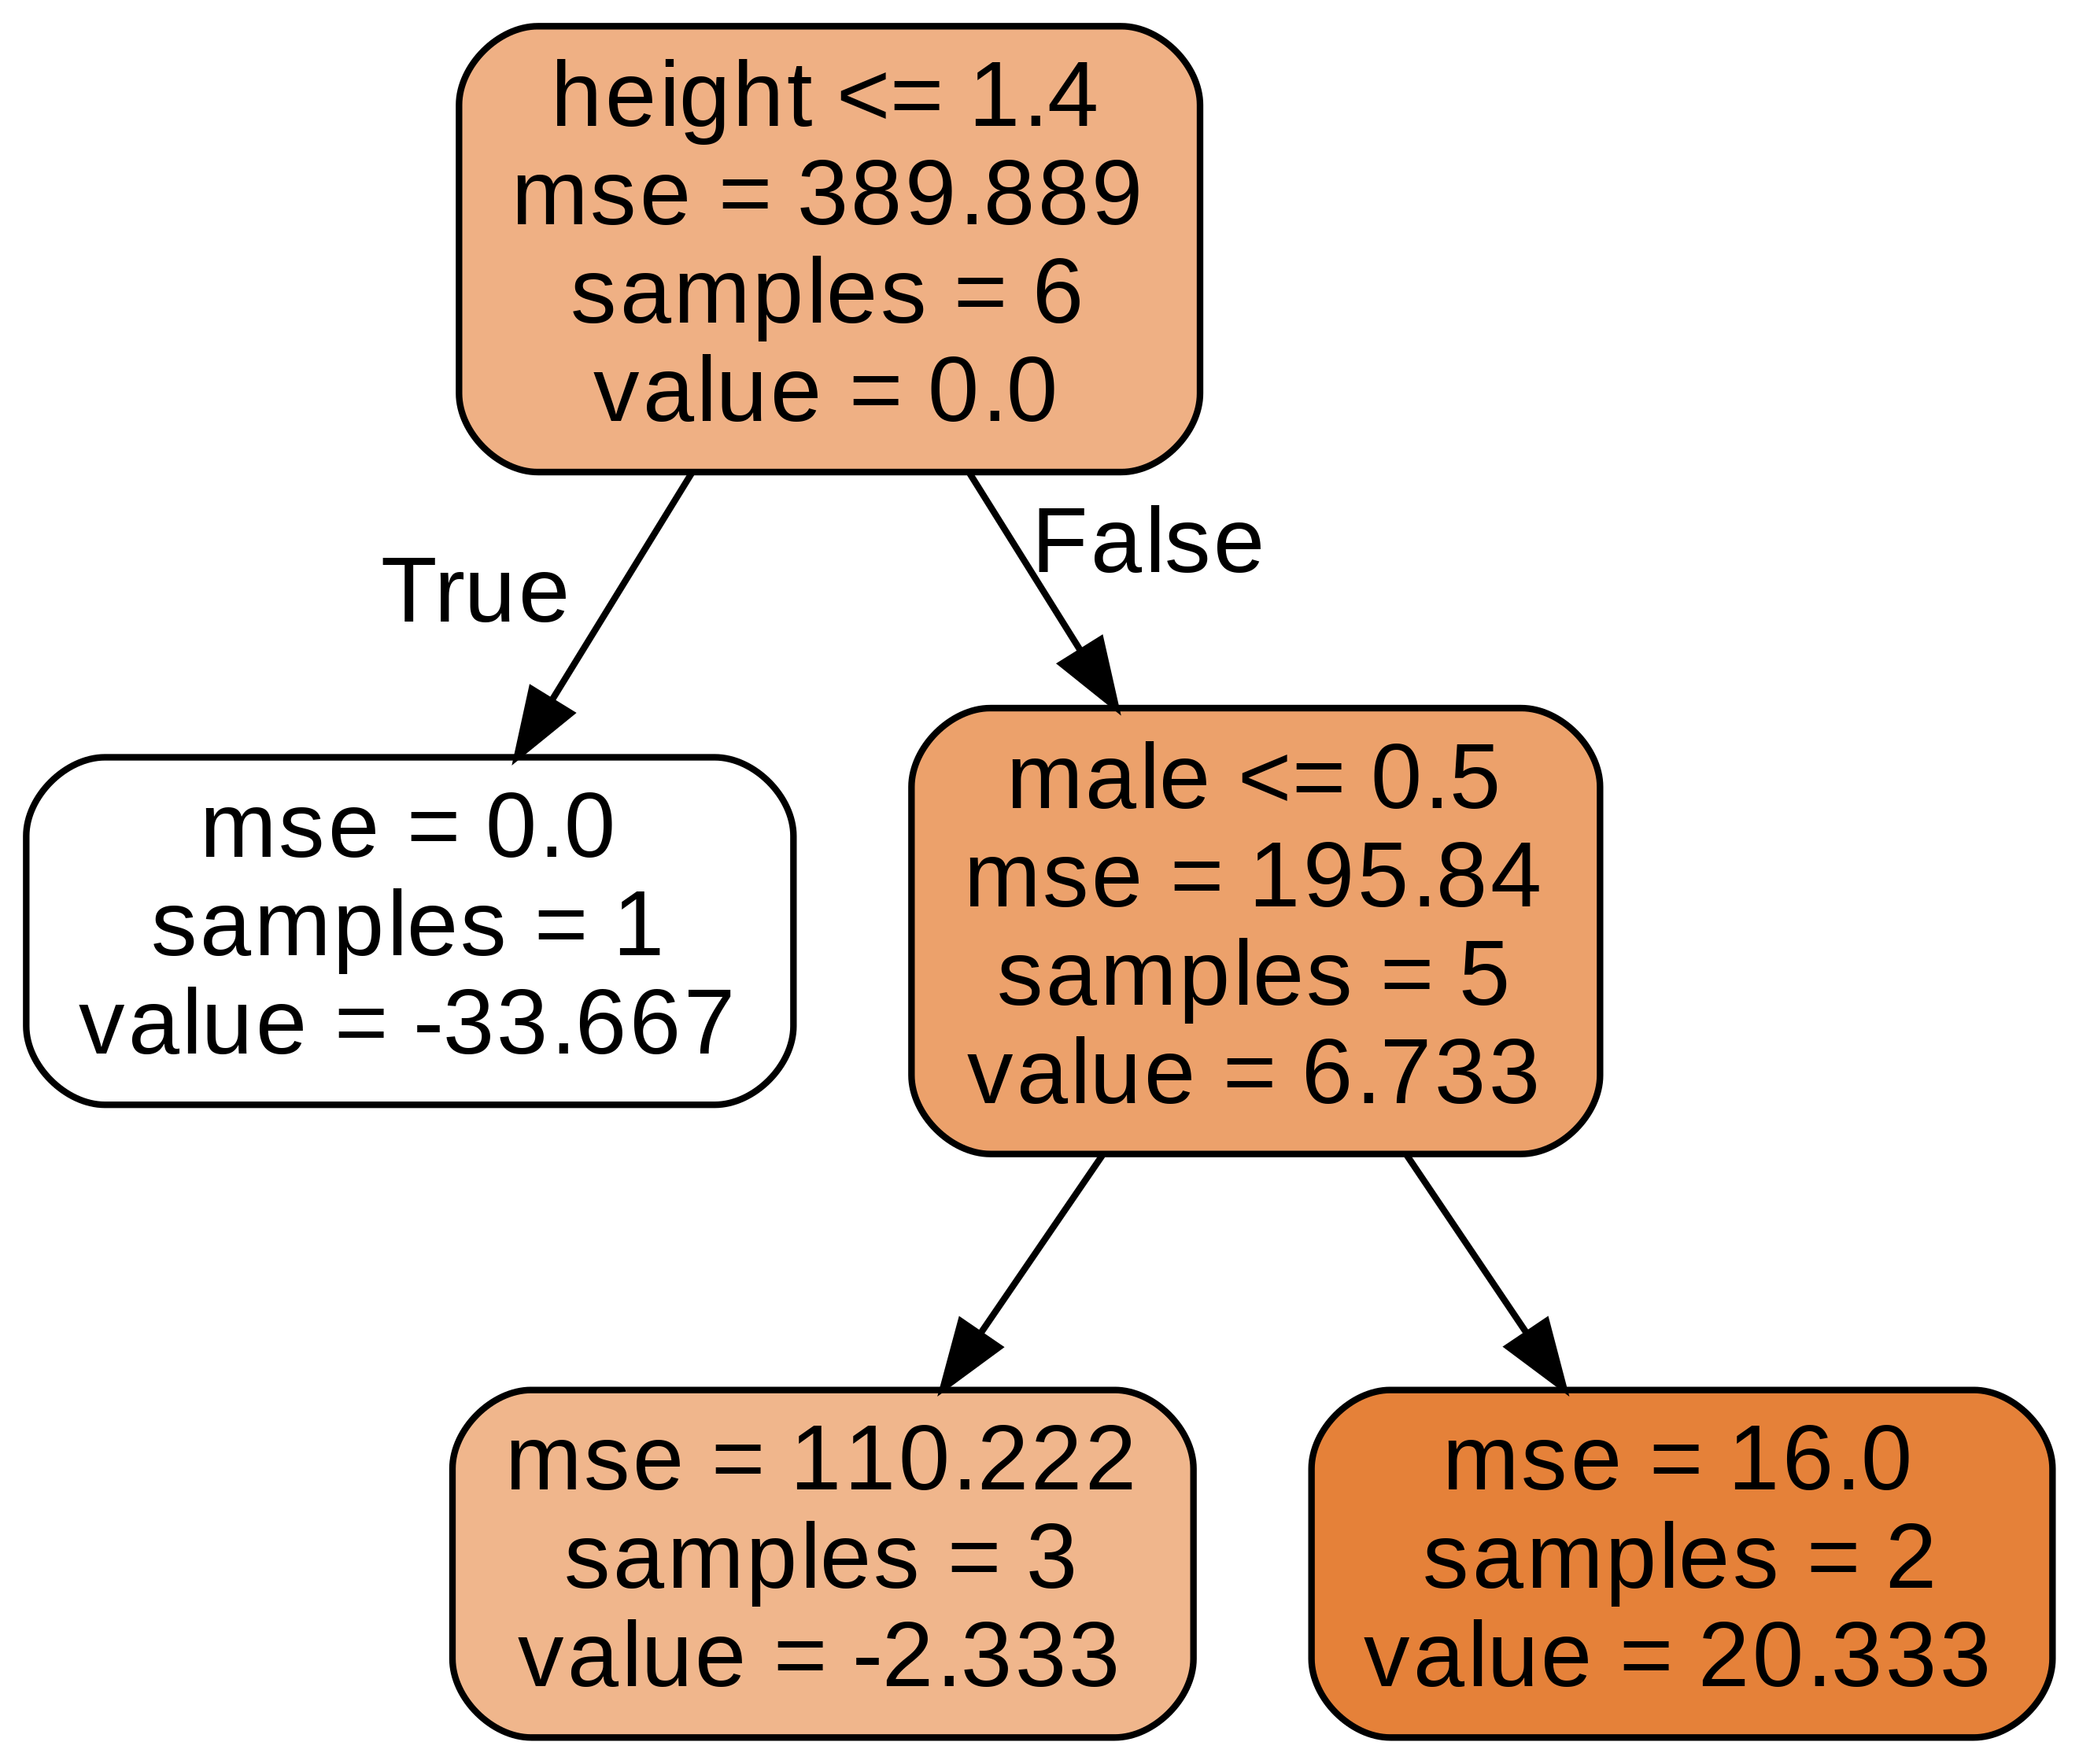 height <= 1.4
mse = 389.889
samples = 6
value = 0.0
True
False
mse = 0.0
samples = 1
value = -33.667
male <= 0.5
mse = 195.84
samples = 5
value = 6.733
mse = 110.222
samples = 3
value = -2.333
mse = 16.0
samples = 2
value = 20.333